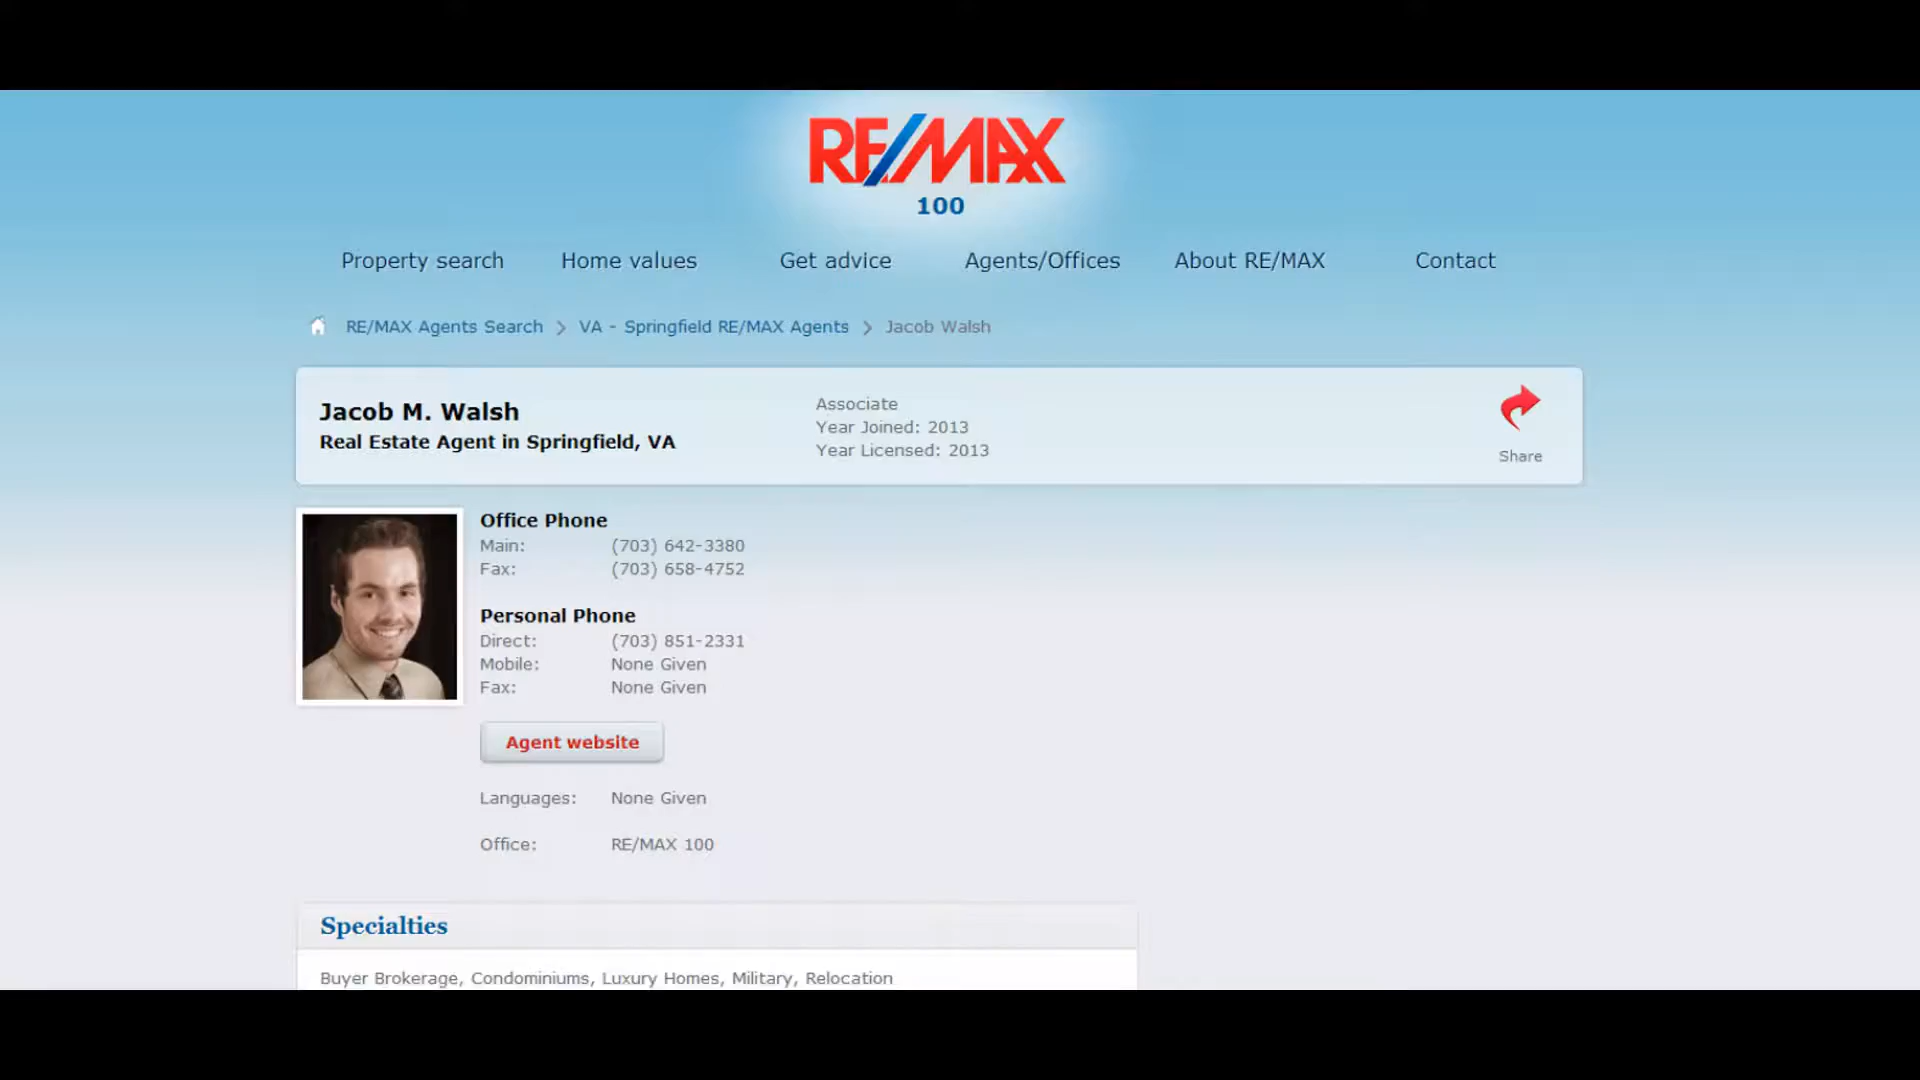 RE/MAX
100
Property search Home values Get advice Agents/Offices About RE/MAX Contact
RE/MAX Agents Search > VA - Springfield RE/MAX Agents > Jacob Walsh
Jacob M. Walsh
Real Estate Agent in Springfield, VA
Associate
Year Joined: 2013
Year Licensed: 2013
Share
Office Phone
Main: (703) 642-3380
Fax: (703) 658-4752
Personal Phone
Direct: (703) 851-2331
Mobile: None Given
Fax: None Given
Agent website
Languages: None Given
Office: RE/MAX 100
Specialties
Buyer Brokerage, Condominiums, Luxury Homes, Military, Relocation